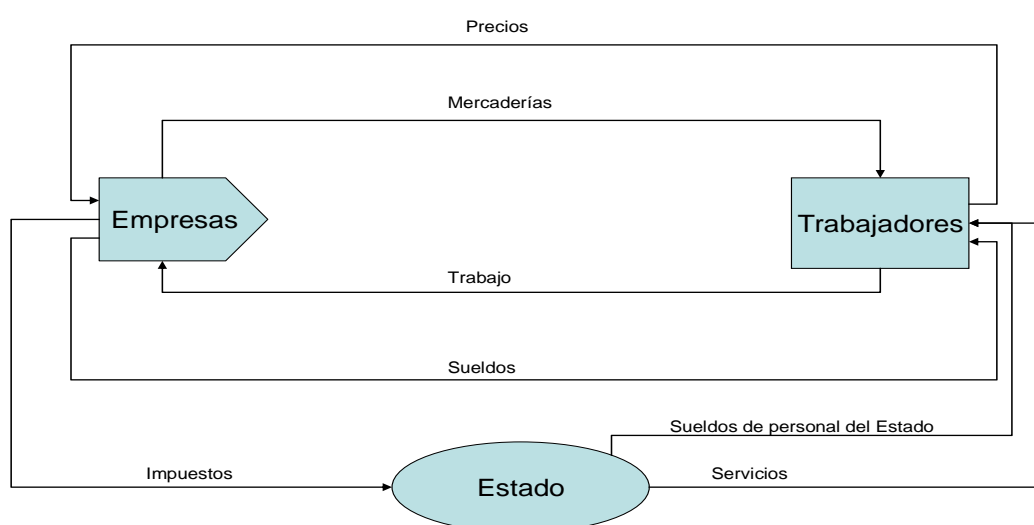 Precios
Mercaderías
Empresas
Trabajadores
Trabajo
Sueldos
Sueldos de personal del Estado
Impuestos
Estado
Servicios